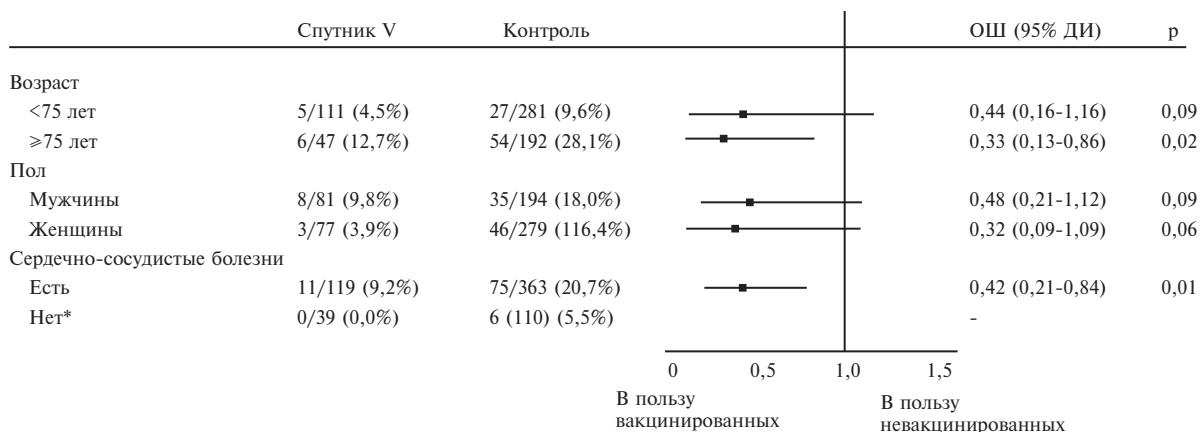 Спутник V Контроль ОШ (95% ДИ) р
Возраст
<75 лет 5/111 (4,5%) 27/281 (9,6%) 0,44 (0,16-1,16) 0,09
⩾75 лет 6/47 (12,7%) 54/192 (28,1%) 0,33 (0,13-0,86) 0,02
Пол
Мужчины 8/81 (9,8%) 35/194 (18,0%) 0,48 (0,21-1,12) 0,09
Женщины 3/77 (3,9%) 46/279 (116,4%) 0,32 (0,09-1,09) 0,06
Сердечно-сосудистые болезни
Есть 11/119 (9,2%) 75/363 (20,7%) 0,42 (0,21-0,84) 0,01
Нет* 0/39 (0,0%) 6 (110) (5,5%) -
0 0,5 1,0 1,5
В пользу
вакцинированных
В пользу
невакцинированных